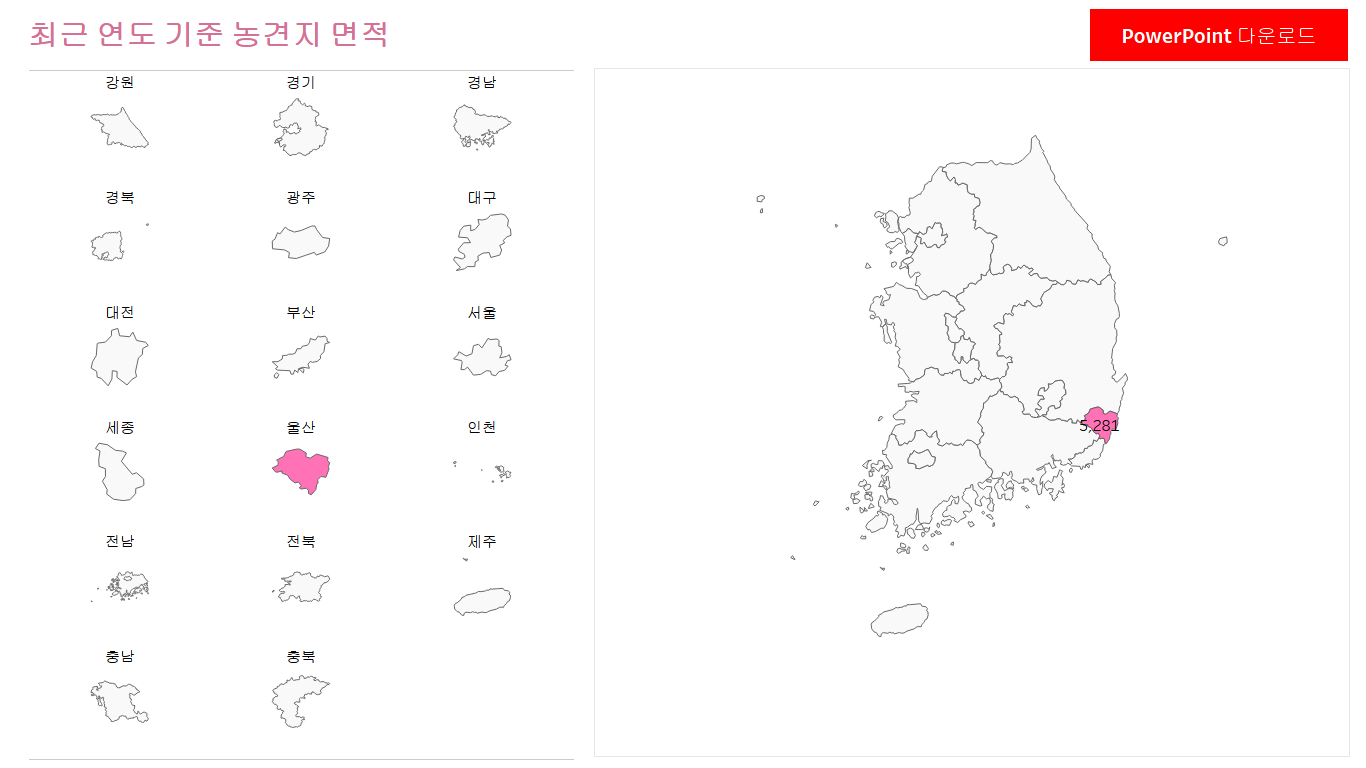 최근 연도 기준 농견지 면적
PowerPoint 다운로드
강원 경기 경남
경북 광주 대구
대전 부산 서울
세종 울산 인천
전남 전북 제주
충남 충북
5,281